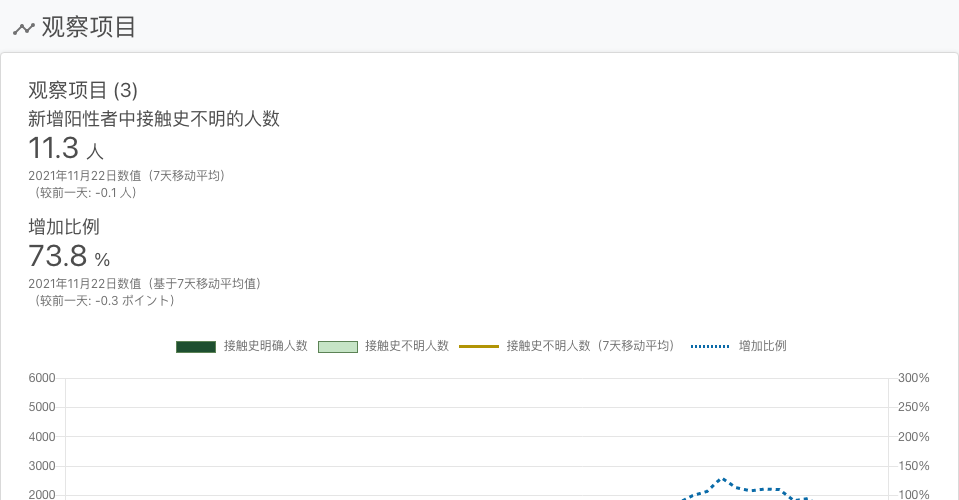 观察项目
观察项目 (3)
新增阳性者中接触史不明的人数
11.3 人
2021年11月22日数值（7天移动平均）
（较前一天: -0.1 人）
增加比例
73.8 %
2021年11月22日数值（基于7天移动平均值）
（较前一天: -0.3 ポイント）
接触史明确人数 接触史不明人数 接触史不明人数（7天移动平均） 增加比例
6000 300%
5000 250%
4000 200%
3000 150%
2000 100%